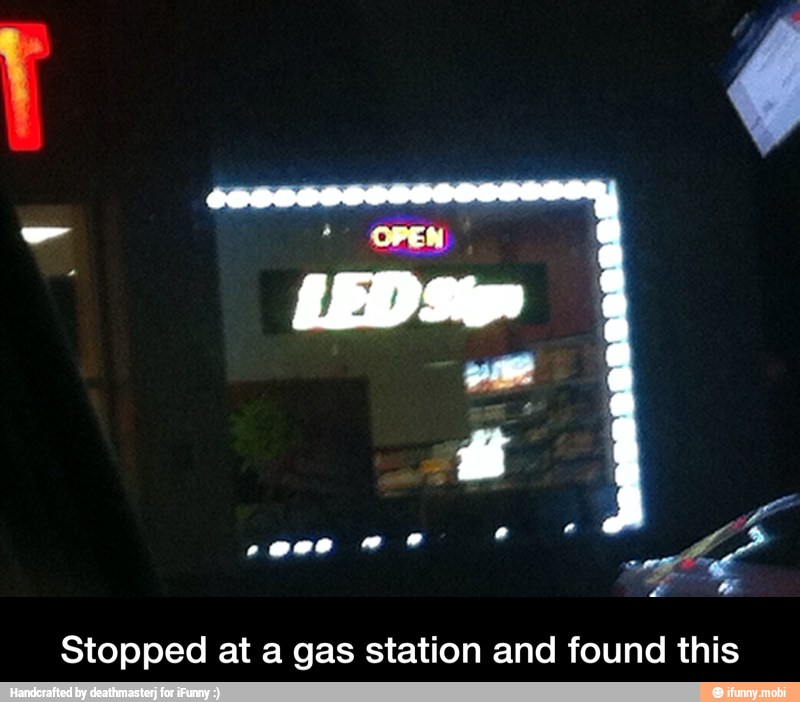 T
OPEN
LED Sign
Stopped at a gas station and found this
Handcrafted by deathmasterj for iFunny :)
ifunny.mobi